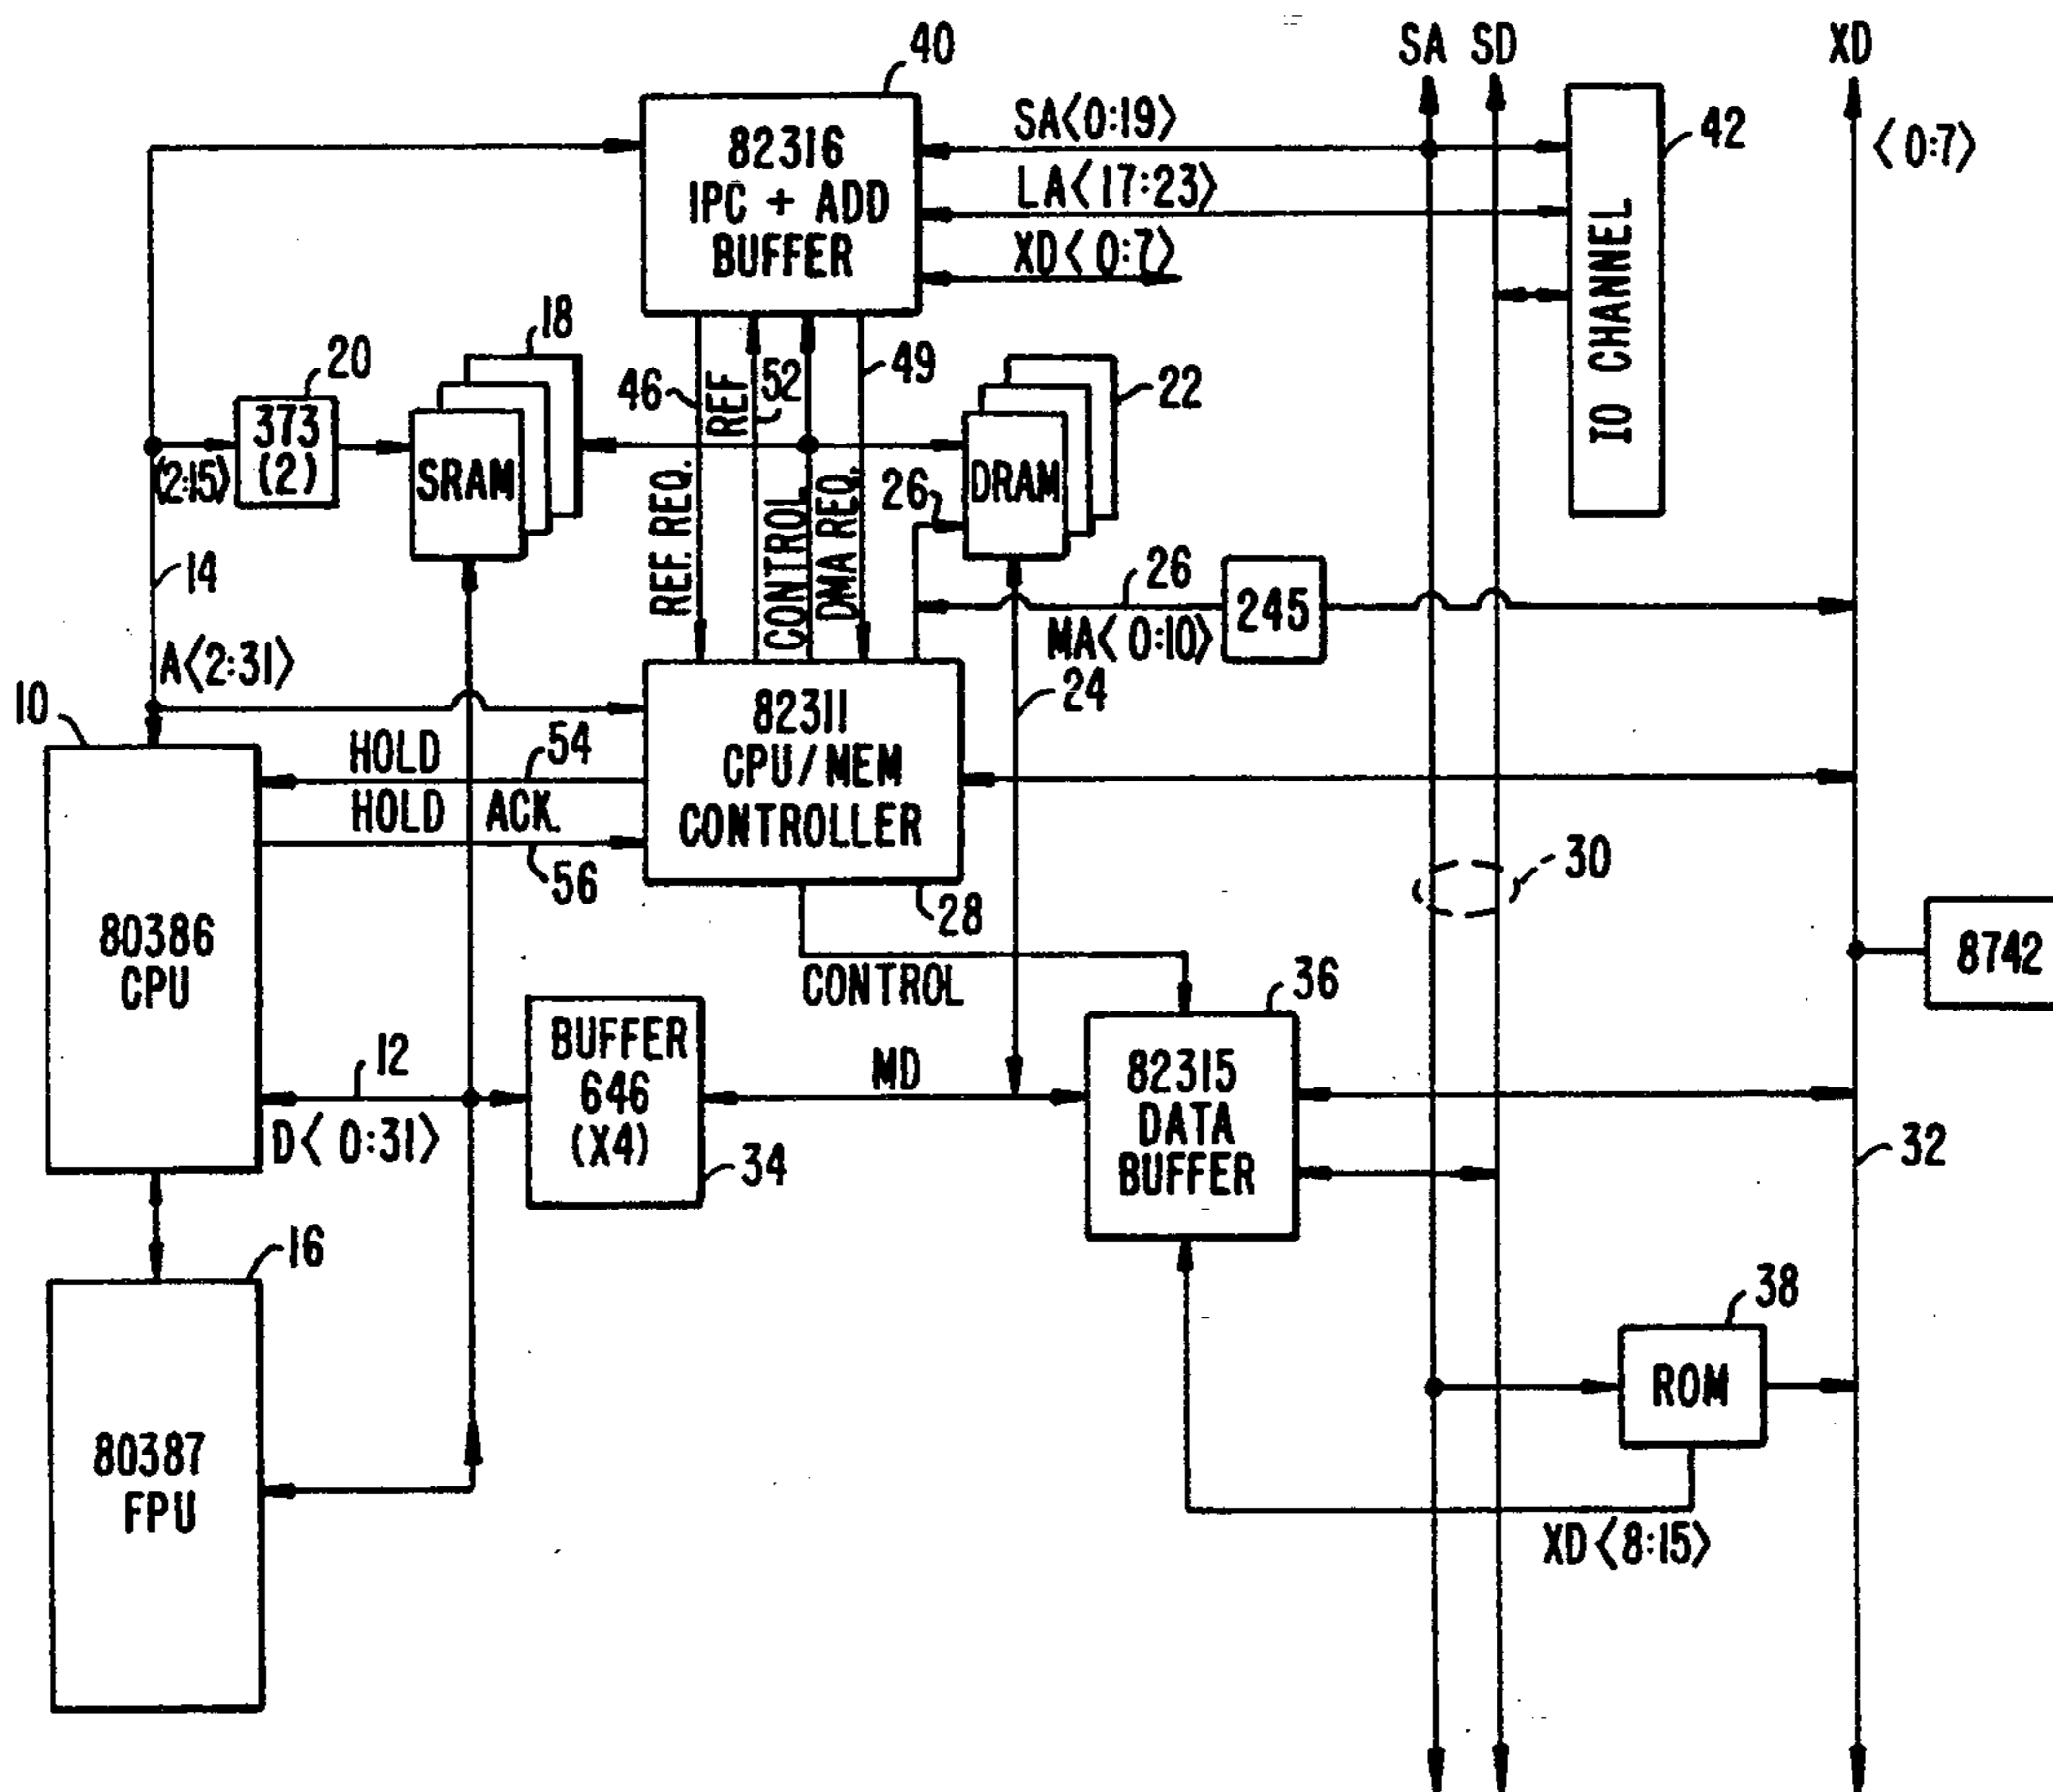 40
SA SD
XD
82316
IPC + ADD
BUFFER
SA<0:19>
LA<17:23>
XD<0:7>
42
<0:7>
IO CHANNEL
18
20
373
(2)
(2:15)
SRAM
46
REF
52
49
22
REF. REQ.
CONTROL
DMA REQ.
26
DRAM
14
26
245
MA<0:10>
A<2:31>
24
10
82311
CPU/MEM
CONTROLLER
HOLD
54
HOLD ACK.
56
28
30
80386
CPU
CONTROL
36
8742
12
D<0:31>
BUFFER
646
(X4)
34
MD
82315
DATA
BUFFER
32
16
38
ROM
80387
FPU
XD<8:15>